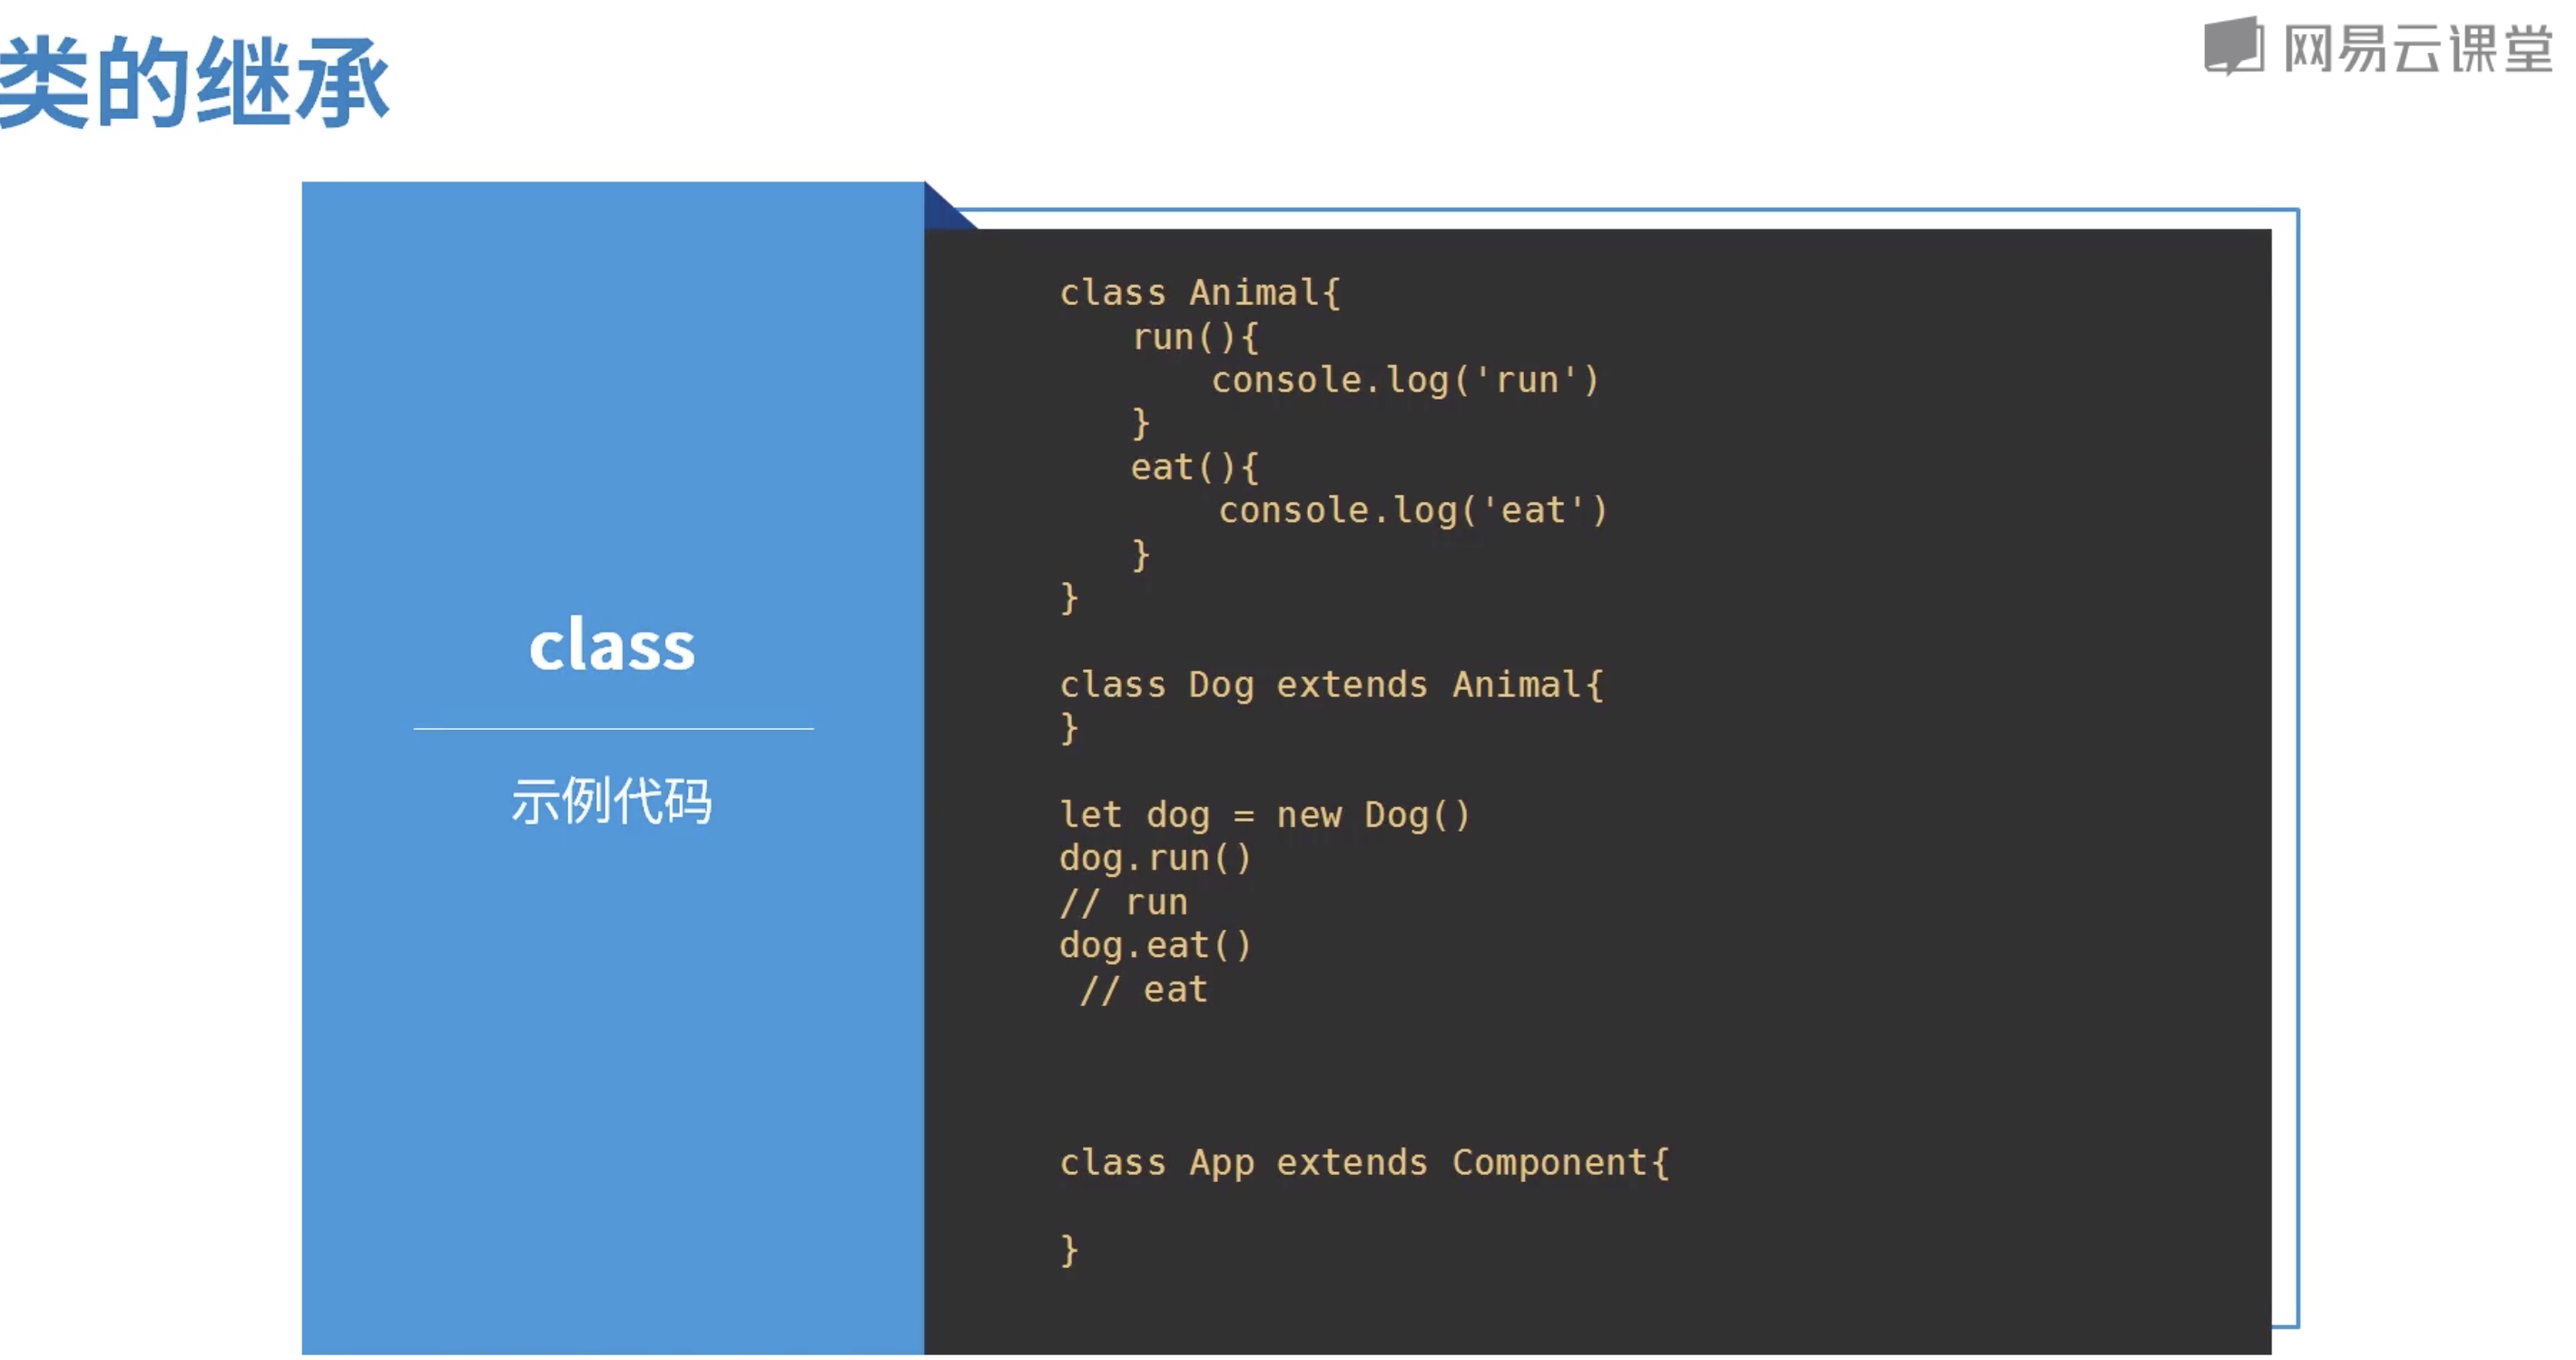 类的继承
网易云课堂
class
示例代码
class Animal{
run(){
console.log('run')
}
eat(){
console.log('eat')
}
}
class Dog extends Animal{
}
let dog = new Dog()
dog.run()
// run
dog.eat()
// eat
class App extends Component{
}